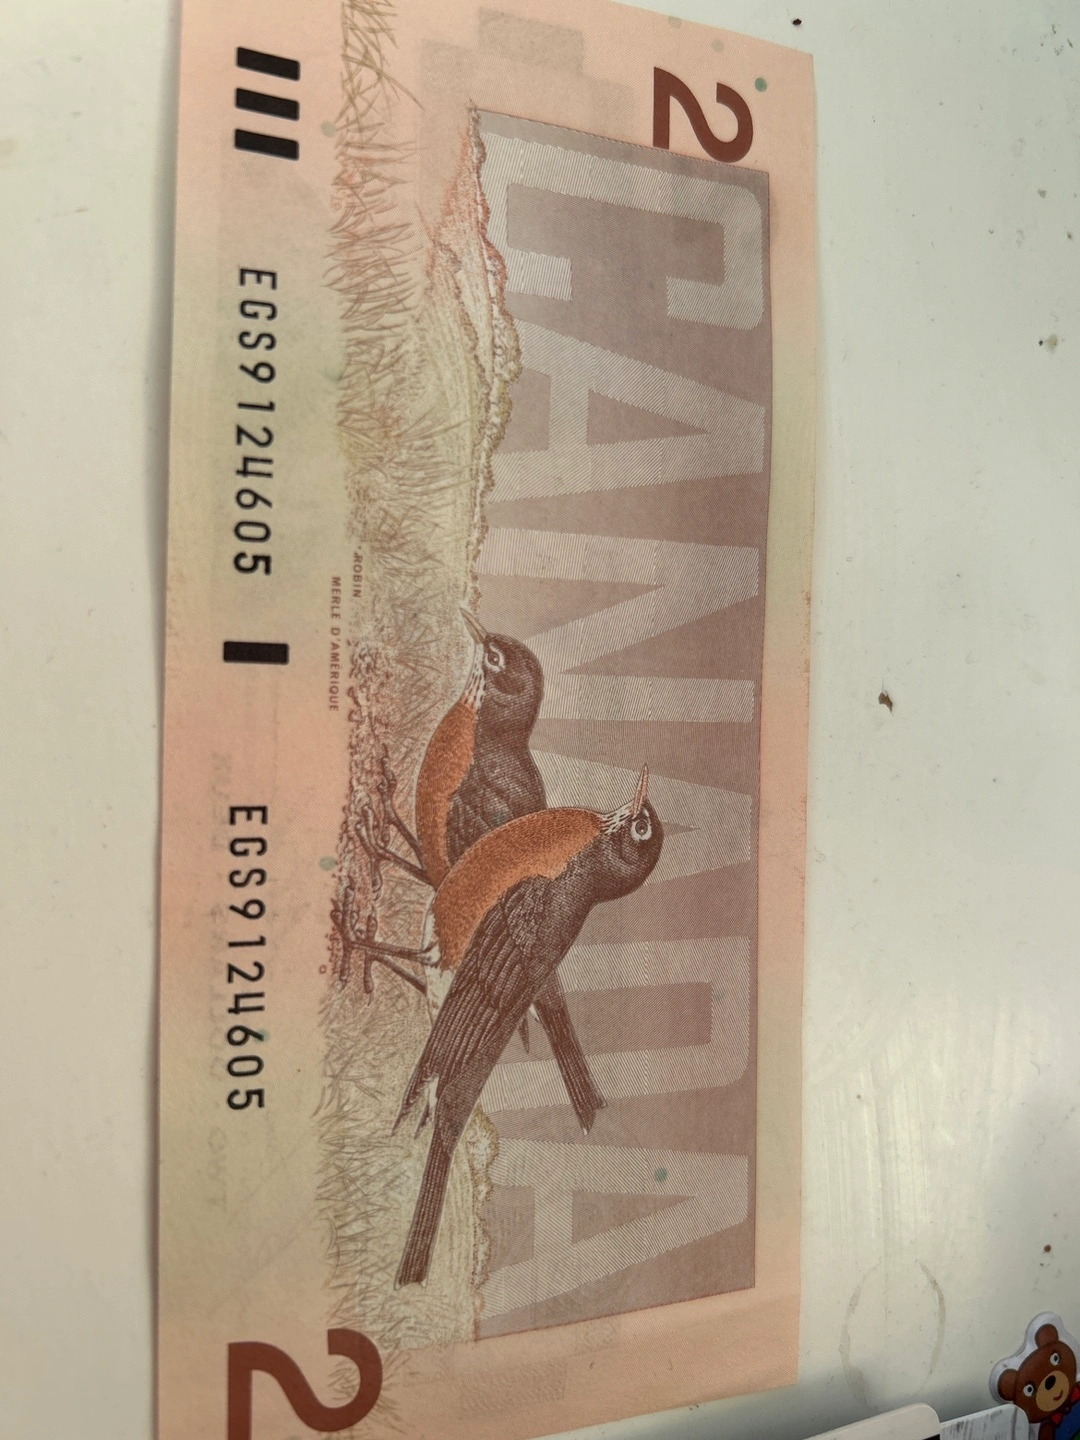 2
CANADA
ROBIN
MERLE D'AMÉRIQUE
EGS9124605 EGS9124605
2